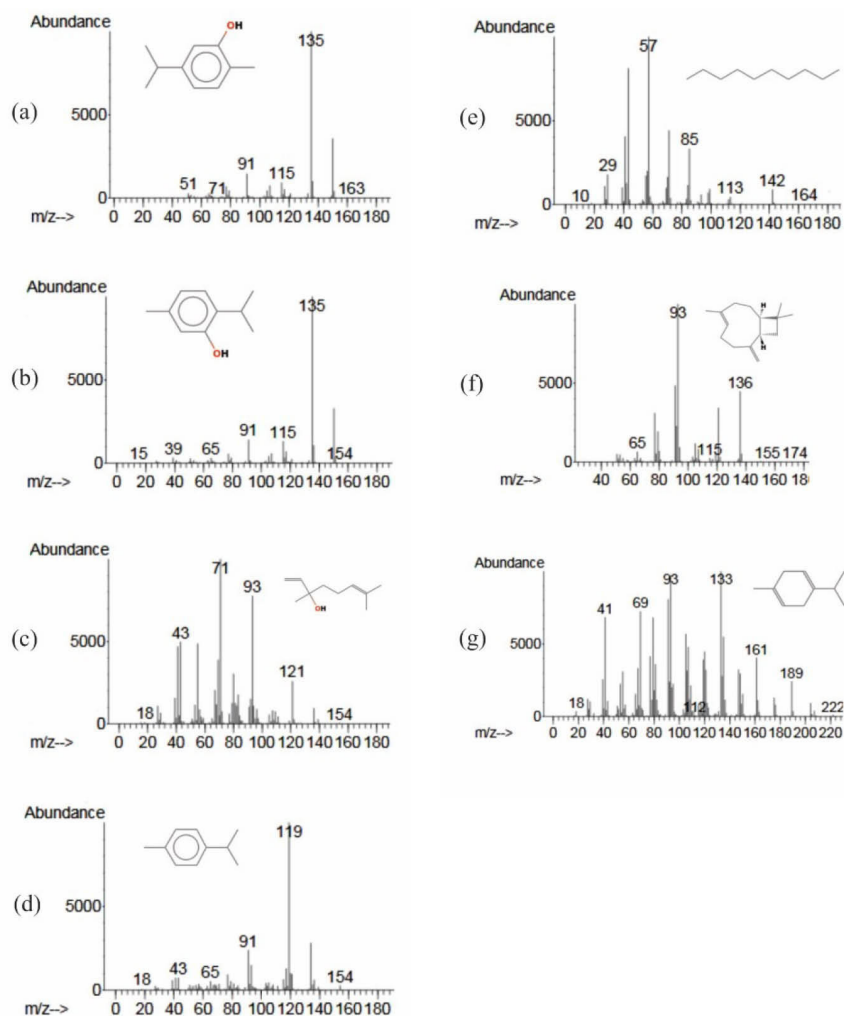 (a)
Abundance
OH
135
5000
51
71
91
115
163
m/z-->
0 20 40 60 80 100 120 140 160 180
(b)
Abundance
OH
135
5000
15
39
65
91
115
154
m/z-->
0 20 40 60 80 100 120 140 160 180
(c)
Abundance
OH
71
93
43
5000
121
18
154
m/z-->
0 20 40 60 80 100 120 140 160 180
(d)
Abundance
119
5000
91
43
65
18
154
m/z-->
0 20 40 60 80 100 120 140 160 180
(e)
Abundance
57
5000
85
29
10
113
142
164
m/z-->
0 20 40 60 80 100 120 140 160 180
(f)
Abundance
H
H
93
136
5000
65
115
155 174
m/z-->
40 60 80 100 120 140 160 180
(g)
Abundance
93
133
41
69
5000
161
189
18
112
222
m/z-->
0 20 40 60 80 100 120 140 160 180 200 220